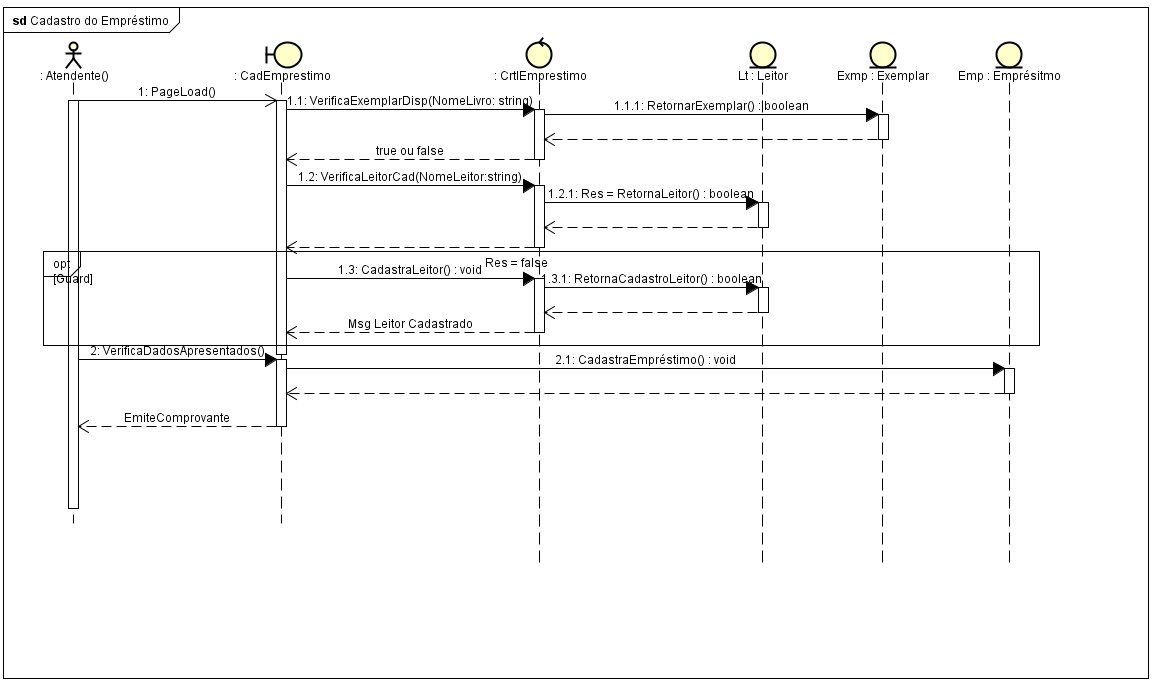 sd Cadastro do Empréstimo
: Atendente()
: CadEmprestimo
: CrtlEmprestimo
Lt : Leitor
Exmp : Exemplar
Emp : Emprésitmo
1: PageLoad()
1.1: VerificaExemplarDisp(NomeLivro: string)
1.1.1: RetornarExemplar() : boolean
true ou false
1.2: VerificaLeitorCad(NomeLeitor:string)
1.2.1: Res = RetornaLeitor() : boolean
opt
[Guard]
Res = false
1.3: CadastraLeitor() : void
1.3.1: RetornaCadastroLeitor() : boolean
Msg Leitor Cadastrado
2: VerificaDadosApresentados()
2.1: CadastraEmpréstimo() : void
EmiteComprovante